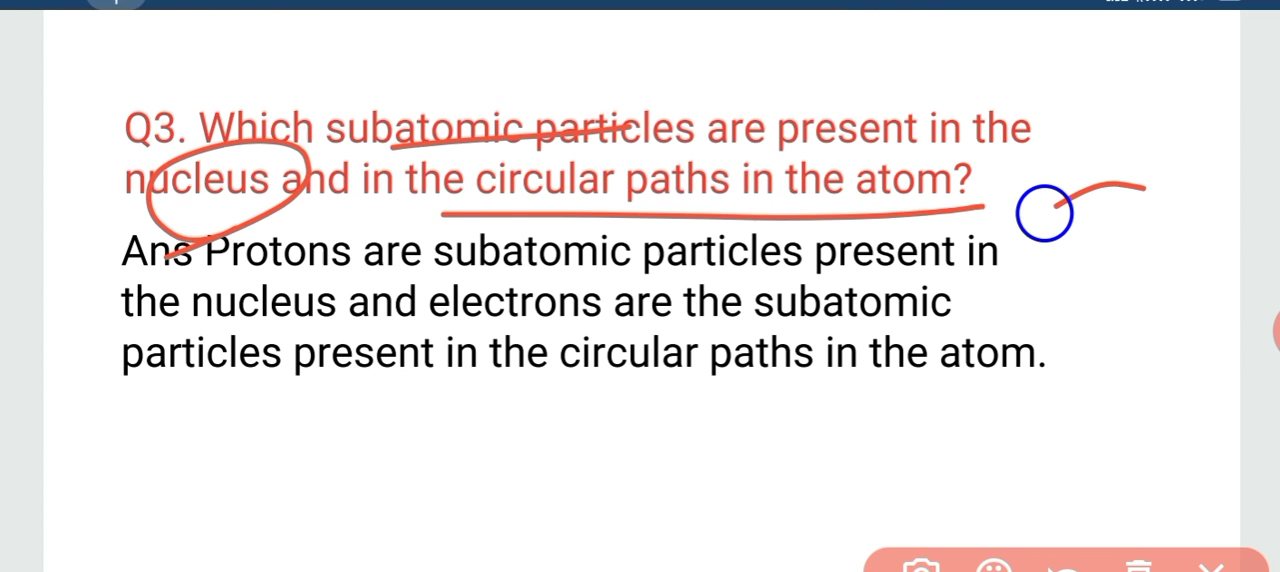 Q3. Which subatomic particles are present in the
nucleus and in the circular paths in the atom?
Ans Protons are subatomic particles present in
the nucleus and electrons are the subatomic
particles present in the circular paths in the atom.